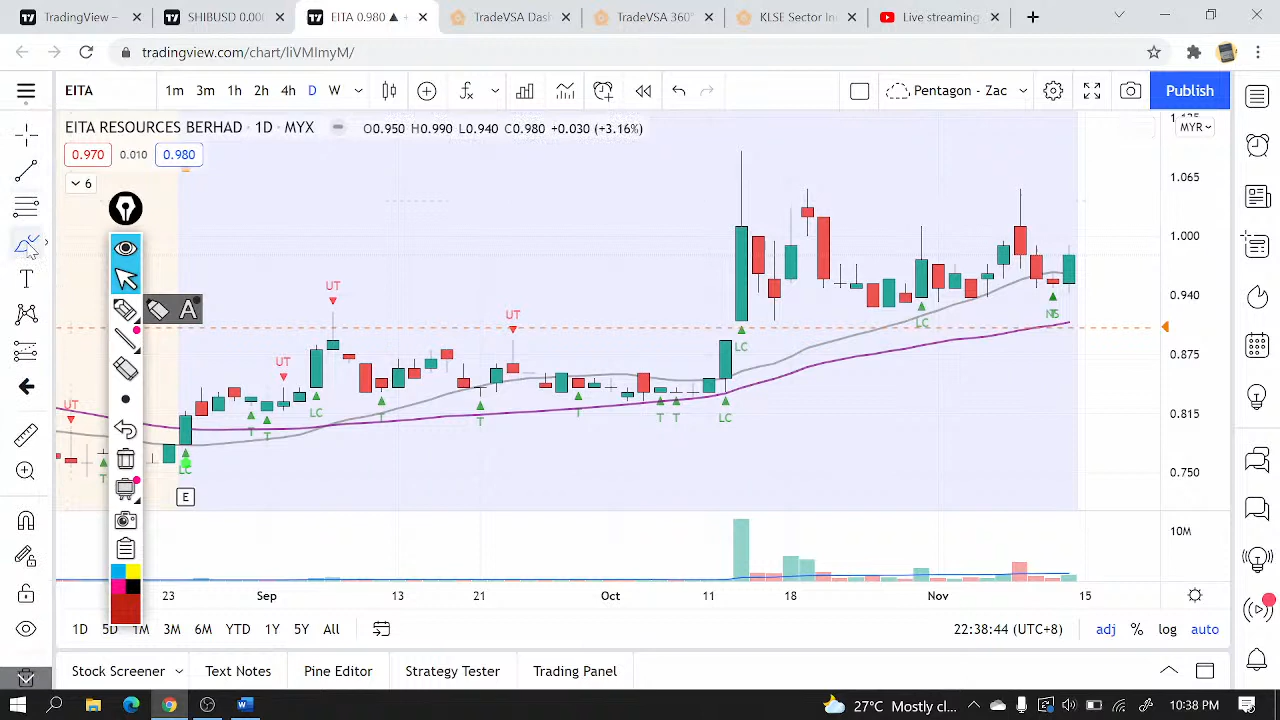 tradingview.com
SHIBUSD 0.000
EITA 0.980 ▲ +
TradeVSA Das
TradeVSA 360°
KLSE Sector In
Live streaming
tradingview.com/chart/liVMImyM/
EITA
1m 3m 1h 2h 4h D W
Pentagon - Zac
Publish
EITA RESOURCES BERHAD · 1D · MYX
O0.950 H0.990 L0.940 C0.980 +0.030 (+3.16%)
MYR
0.970 0.010 0.980
6
1.065
1.000
0.940
0.875
0.815
0.750
10M
UT
UT
UT
UT
LC
LC
LC
LC
LC
T
T
T
T
T
T
T
T
E
A
23 Sep 13 21 Oct 11 18 Nov 15
1D 5D 1M 3M 6M YTD 1Y 5Y All
22:38:44 (UTC+8)
adj % log auto
Stock Screener
Text Notes
Pine Editor
Strategy Tester
Trading Panel
27°C Mostly cl...
10:38 PM